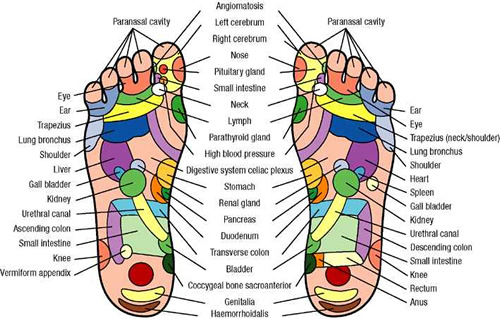 Paranasal cavity
Eye
Ear
Trapezius
Lung bronchus
Shoulder
Liver
Gall bladder
Kidney
Urethral canal
Ascending colon
Small intestine
Knee
Vermiform appendix
Angiomatosis
Left cerebrum
Right cerebrum
Nose
Pituitary gland
Small intestine
Neck
Lymph
Parathyroid gland
High blood pressure
Digestive system celiac plexus
Stomach
Renal gland
Pancreas
Duodenum
Transverse colon
Bladder
Coccygeal bone sacroanterior
Genitalia
Haemorrhoidalis
Paranasal cavity
Ear
Eye
Trapezius (neck/shoulder)
Lung bronchus
Shoulder
Heart
Spleen
Gall bladder
Kidney
Urethral canal
Descending colon
Small intestine
Knee
Rectum
Anus